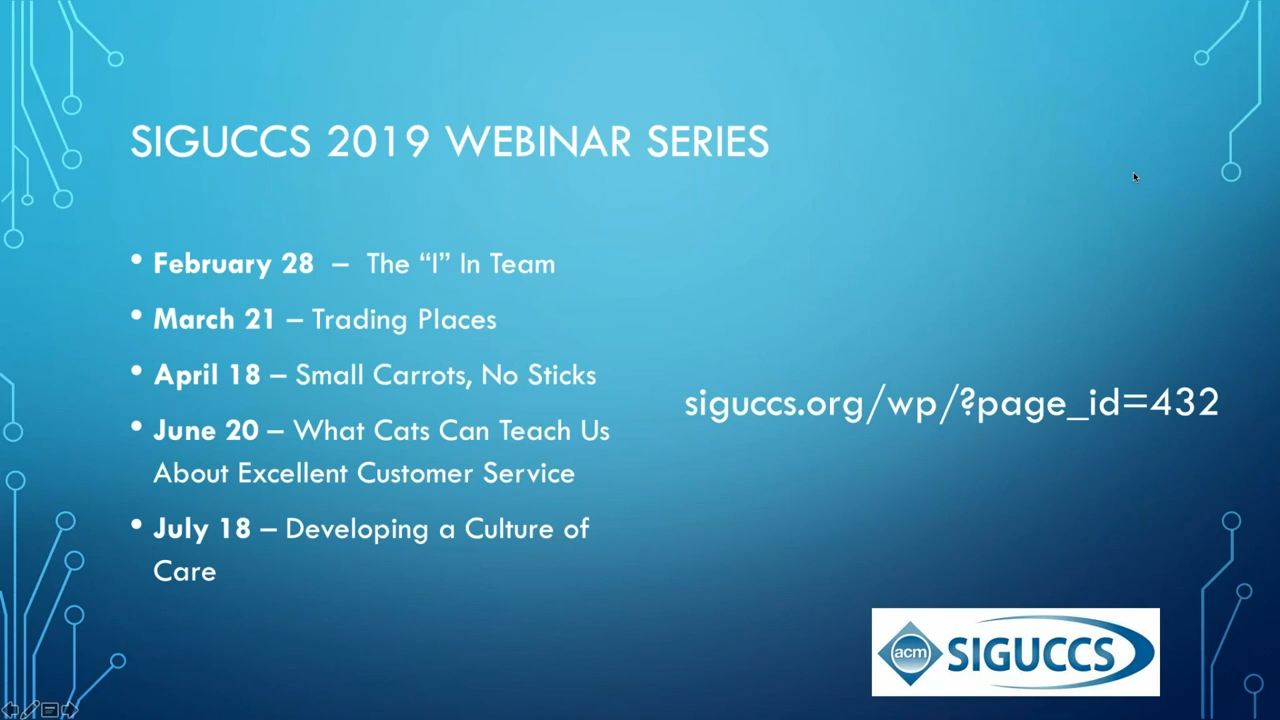 SIGUCCS 2019 WEBINAR SERIES
• February 28 – The “I” In Team
• March 21 – Trading Places
• April 18 – Small Carrots, No Sticks
• June 20 – What Cats Can Teach Us
About Excellent Customer Service
• July 18 – Developing a Culture of
Care
siguccs.org/wp/?page_id=432
acm SIGUCCS